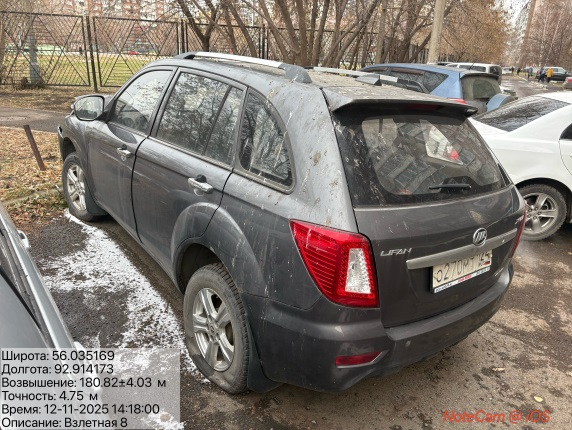 LIFAN
Широта: 56.035169
Долгота: 92.914173
Возвышение: 180.82±4.03 м
Точность: 4.75 м
Время: 12-11-2025 14:18:00
Описание: Взлетная 8
NoteCam @ iOS